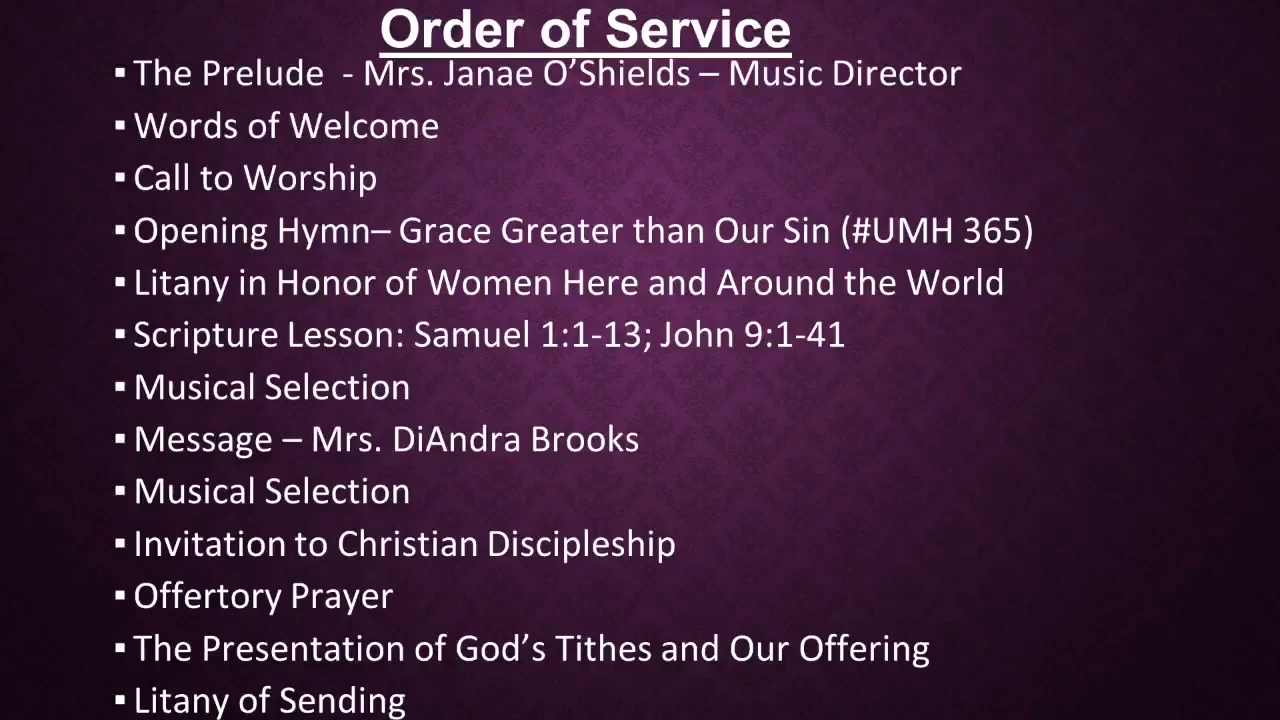 Order of Service
▪ The Prelude - Mrs. Janae O’Shields – Music Director
▪ Words of Welcome
▪ Call to Worship
▪ Opening Hymn– Grace Greater than Our Sin (#UMH 365)
▪ Litany in Honor of Women Here and Around the World
▪ Scripture Lesson: Samuel 1:1-13; John 9:1-41
▪ Musical Selection
▪ Message – Mrs. DiAndra Brooks
▪ Musical Selection
▪ Invitation to Christian Discipleship
▪ Offertory Prayer
▪ The Presentation of God’s Tithes and Our Offering
▪ Litany of Sending